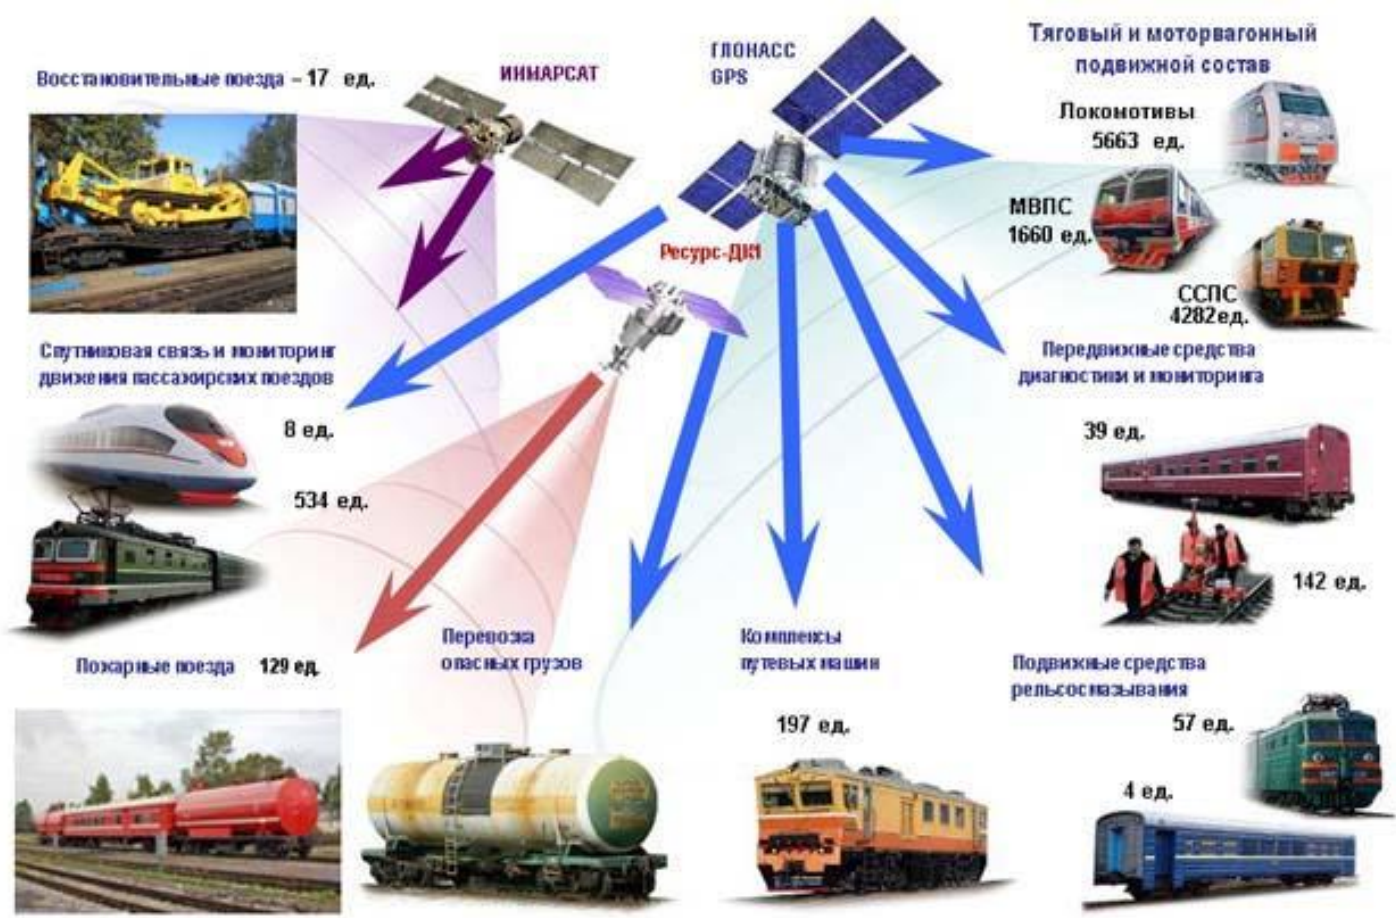 Восстановительные поезда – 17 ед.
ИНМАРСАТ
ГЛОНАСС
GPS
Тяговый и моторвагонный
подвижной состав
Локомотивы
5663 ед.
МВПС
1660 ед.
ССПС
4282ед.
Ресурс-ДК1
Спутниковая связь и мониторинг
движения пассажирских поездов
8 ед.
534 ед.
Передвижные средства
диагностики и мониторинга
39 ед.
142 ед.
Пожарные поезда 129 ед.
Перевозка
опасных грузов
Комплексы
путевых машин
197 ед.
Подвижные средства
рельсосмазывания
57 ед.
4 ед.